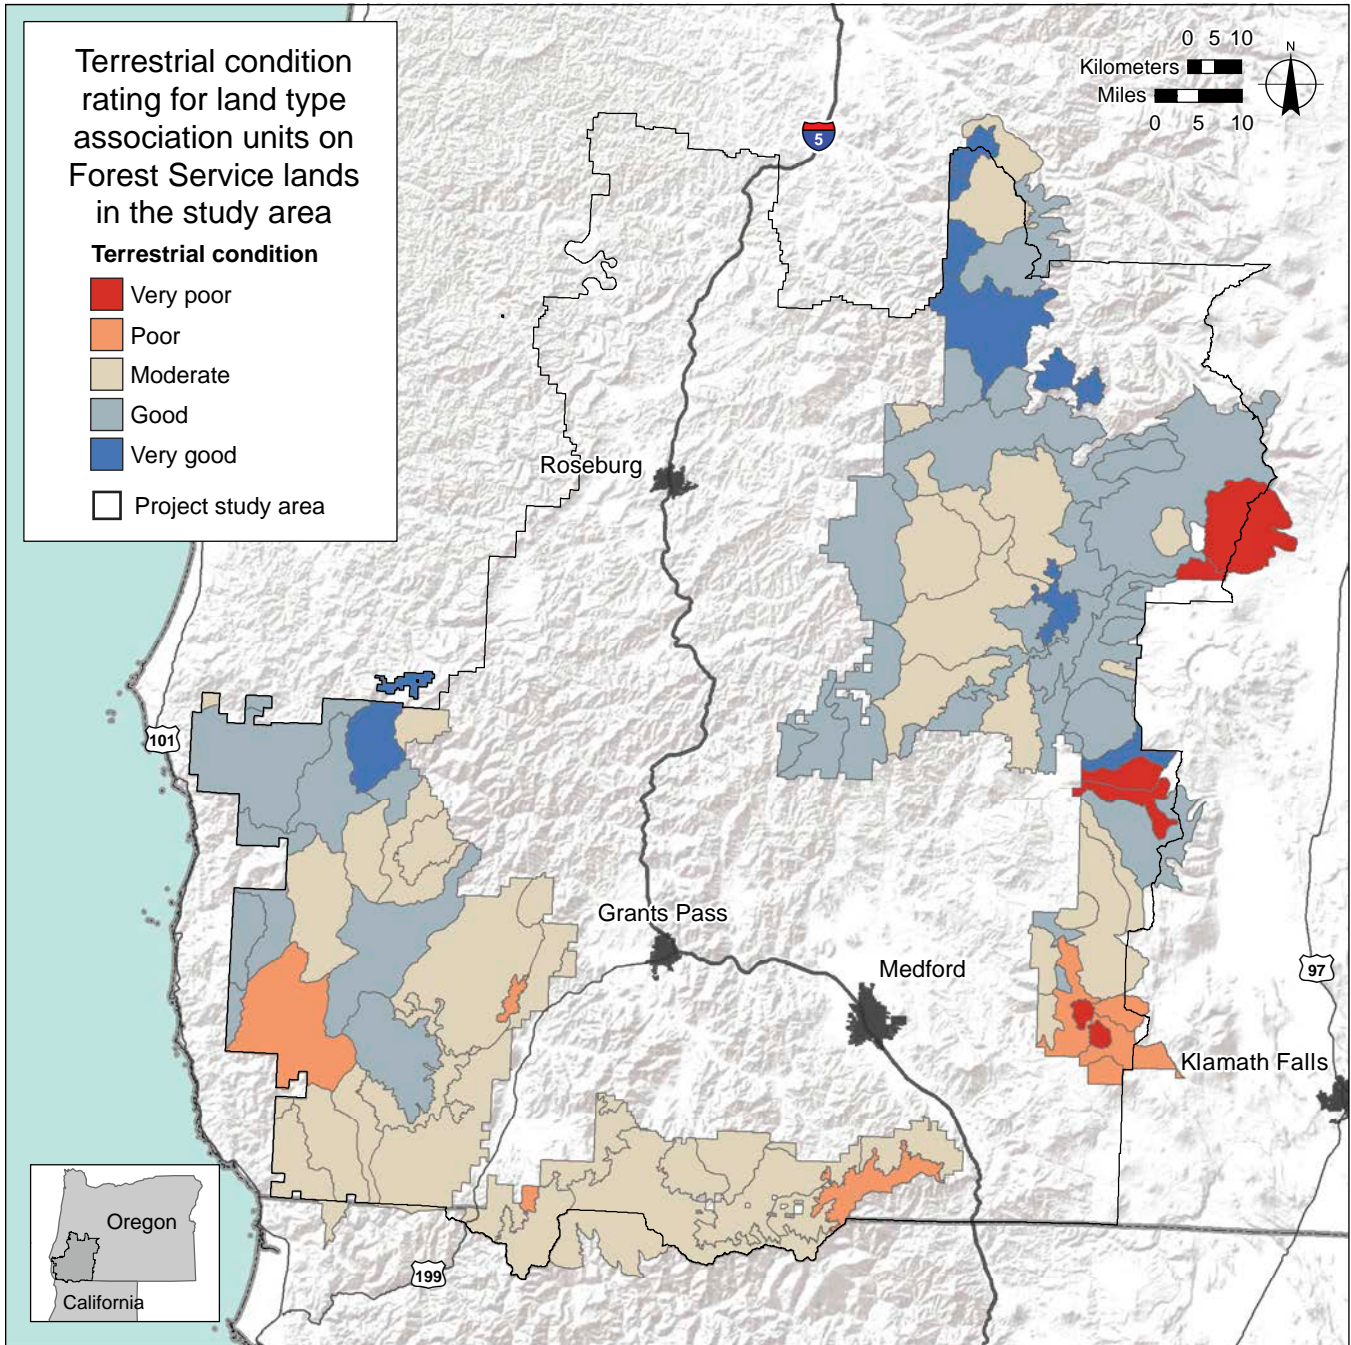 Terrestrial condition
rating for land type
association units on
Forest Service lands
in the study area
Terrestrial condition
Very poor
Poor
Moderate
Good
Very good
Project study area
0 5 10
Kilometers
Miles
0 5 10
N
5
Roseburg
101
Grants Pass
Medford
97
Klamath Falls
199
Oregon
California